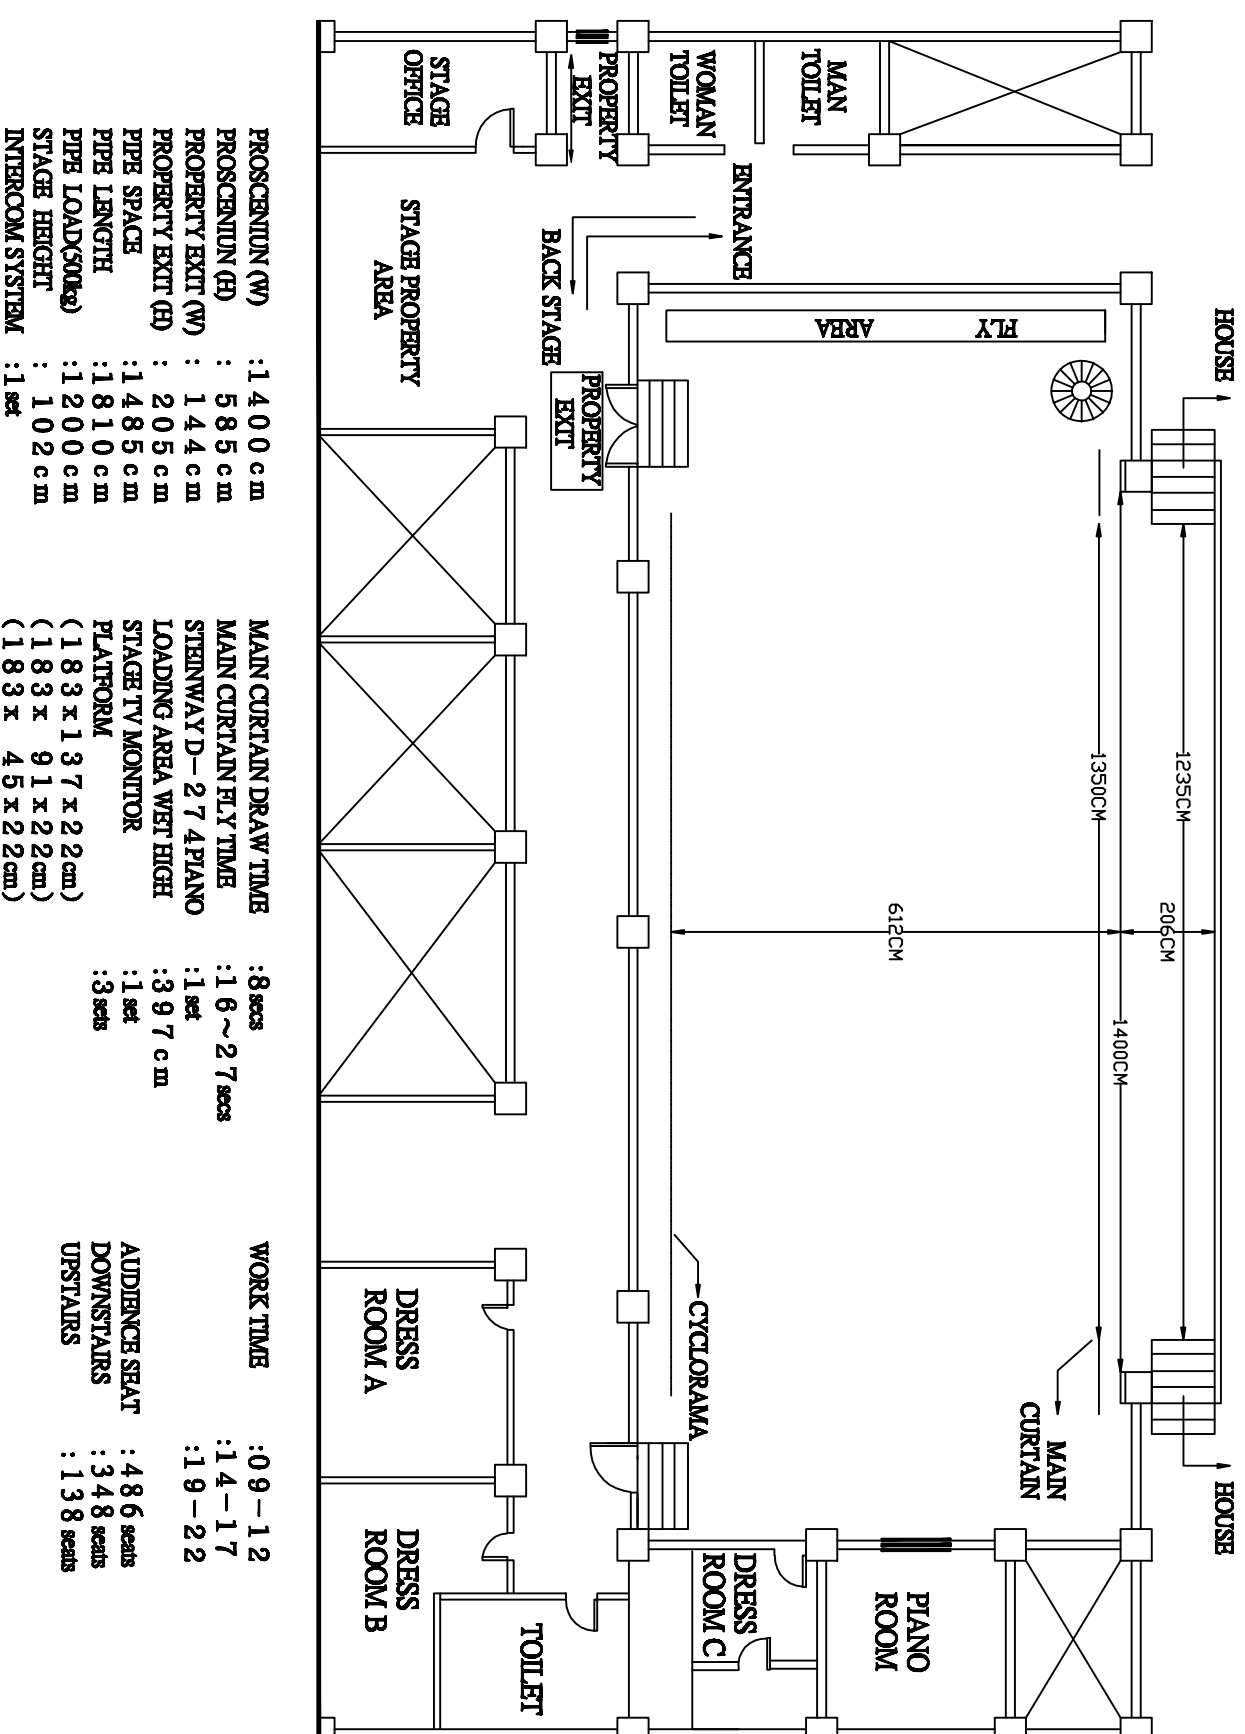 HOUSE
HOUSE
1235CM
206CM
1350CM
1400CM
612CM
FLY AREA
MAIN
CURTAIN
CYCLORAMA
MAN
TOILET
WOMAN
TOILET
ENTRANCE
PROPERTY
EXIT
BACK STAGE
PROPERTY
EXIT
STAGE
OFFICE
STAGE PROPERTY
AREA
PIANO
ROOM
DRESS
ROOM C
TOILET
DRESS
ROOM A
DRESS
ROOM B
PROSCENIUN (W) :1400cm
PROSCENIUN (H) : 585cm
PROPERTY EXIT (W) : 144cm
PROPERTY EXIT (H) : 205cm
PIPE SPACE :1485cm
PIPE LENGTH :1810cm
PIPE LOAD(500kg) :1200cm
STAGE HEIGHT : 102cm
INTERCOM SYSTEM :1 set
MAIN CURTAIN DRAW TIME :8 secs
MAIN CURTAIN FLY TIME :16~27 secs
STEINWAY D-274 PIANO :1 set
LOADING AREA WET HIGH :397cm
STAGE TV MONITOR :1 set
PLATFORM :3 sets
(183x137x22cm)
(183x 91x22cm)
(183x 45x22cm)
WORK TIME :09-12
:14-17
:19-22
AUDIENCE SEAT :486 seats
DOWNSTAIRS :348 seats
UPSTAIRS :138 seats